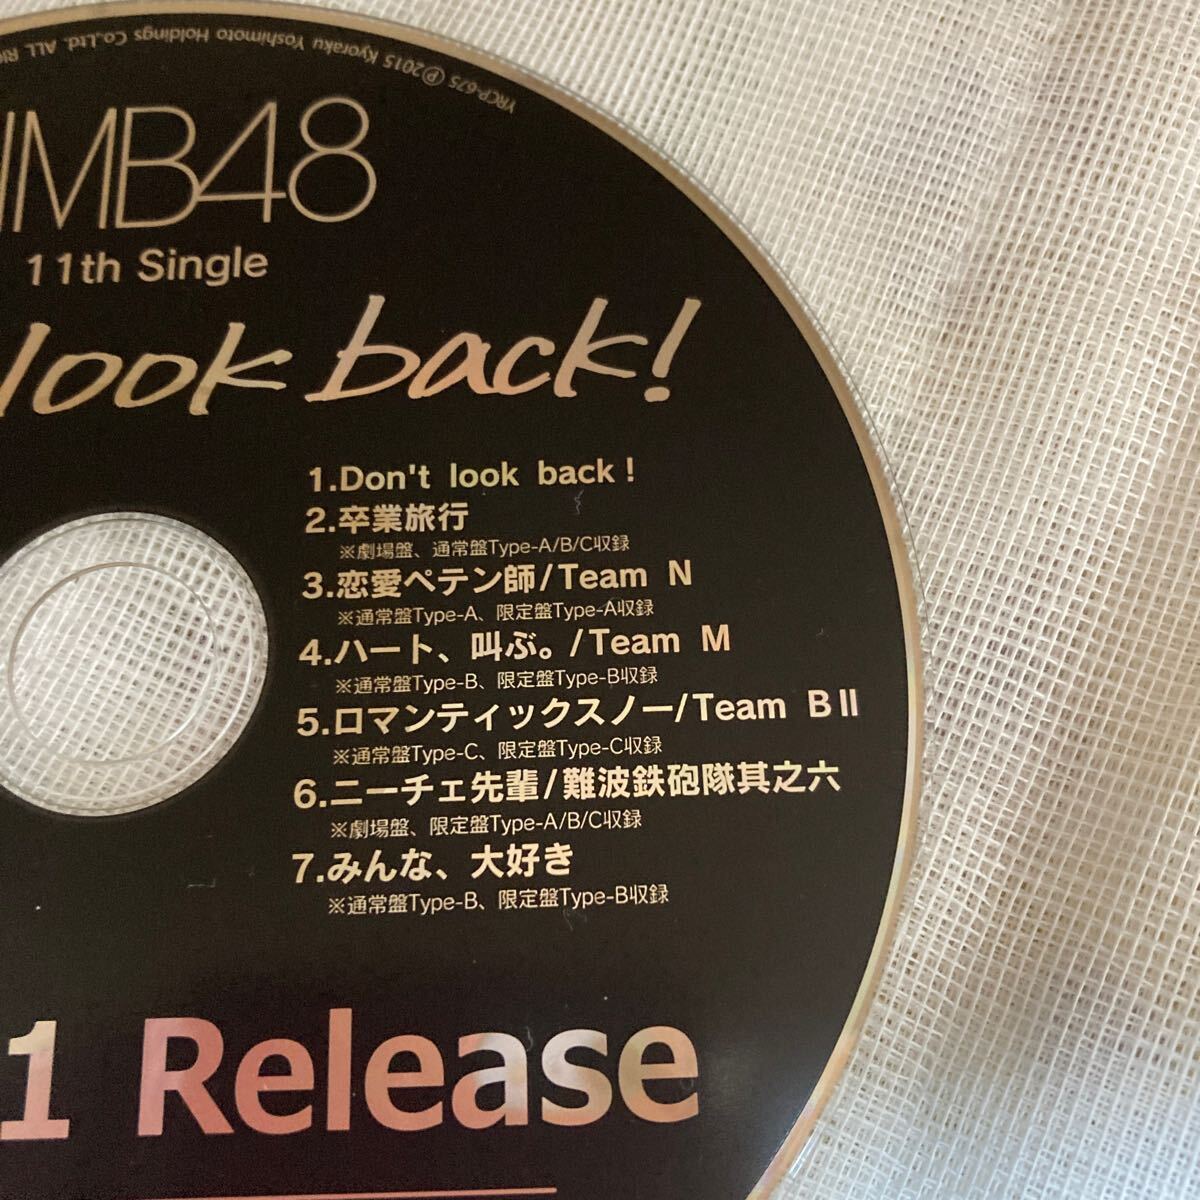 YRCP-675 Ⓟ2015 Kyoraku Yoshimoto Holdings Co.,Ltd. ALL
NMB48
11th Single
look back!
1.Don't look back!
2.卒業旅行
※劇場盤、通常盤Type-A/B/C収録
3.恋愛ペテン師/Team N
※通常盤Type-A、限定盤Type-A収録
4.ハート、叫ぶ。/Team M
※通常盤Type-B、限定盤Type-B収録
5.ロマンティックスノー/Team BⅡ
※通常盤Type-C、限定盤Type-C収録
6.ニーチェ先輩/難波鉄砲隊其之六
※劇場盤、限定盤Type-A/B/C収録
7.みんな、大好き
※通常盤Type-B、限定盤Type-B収録
1 Release